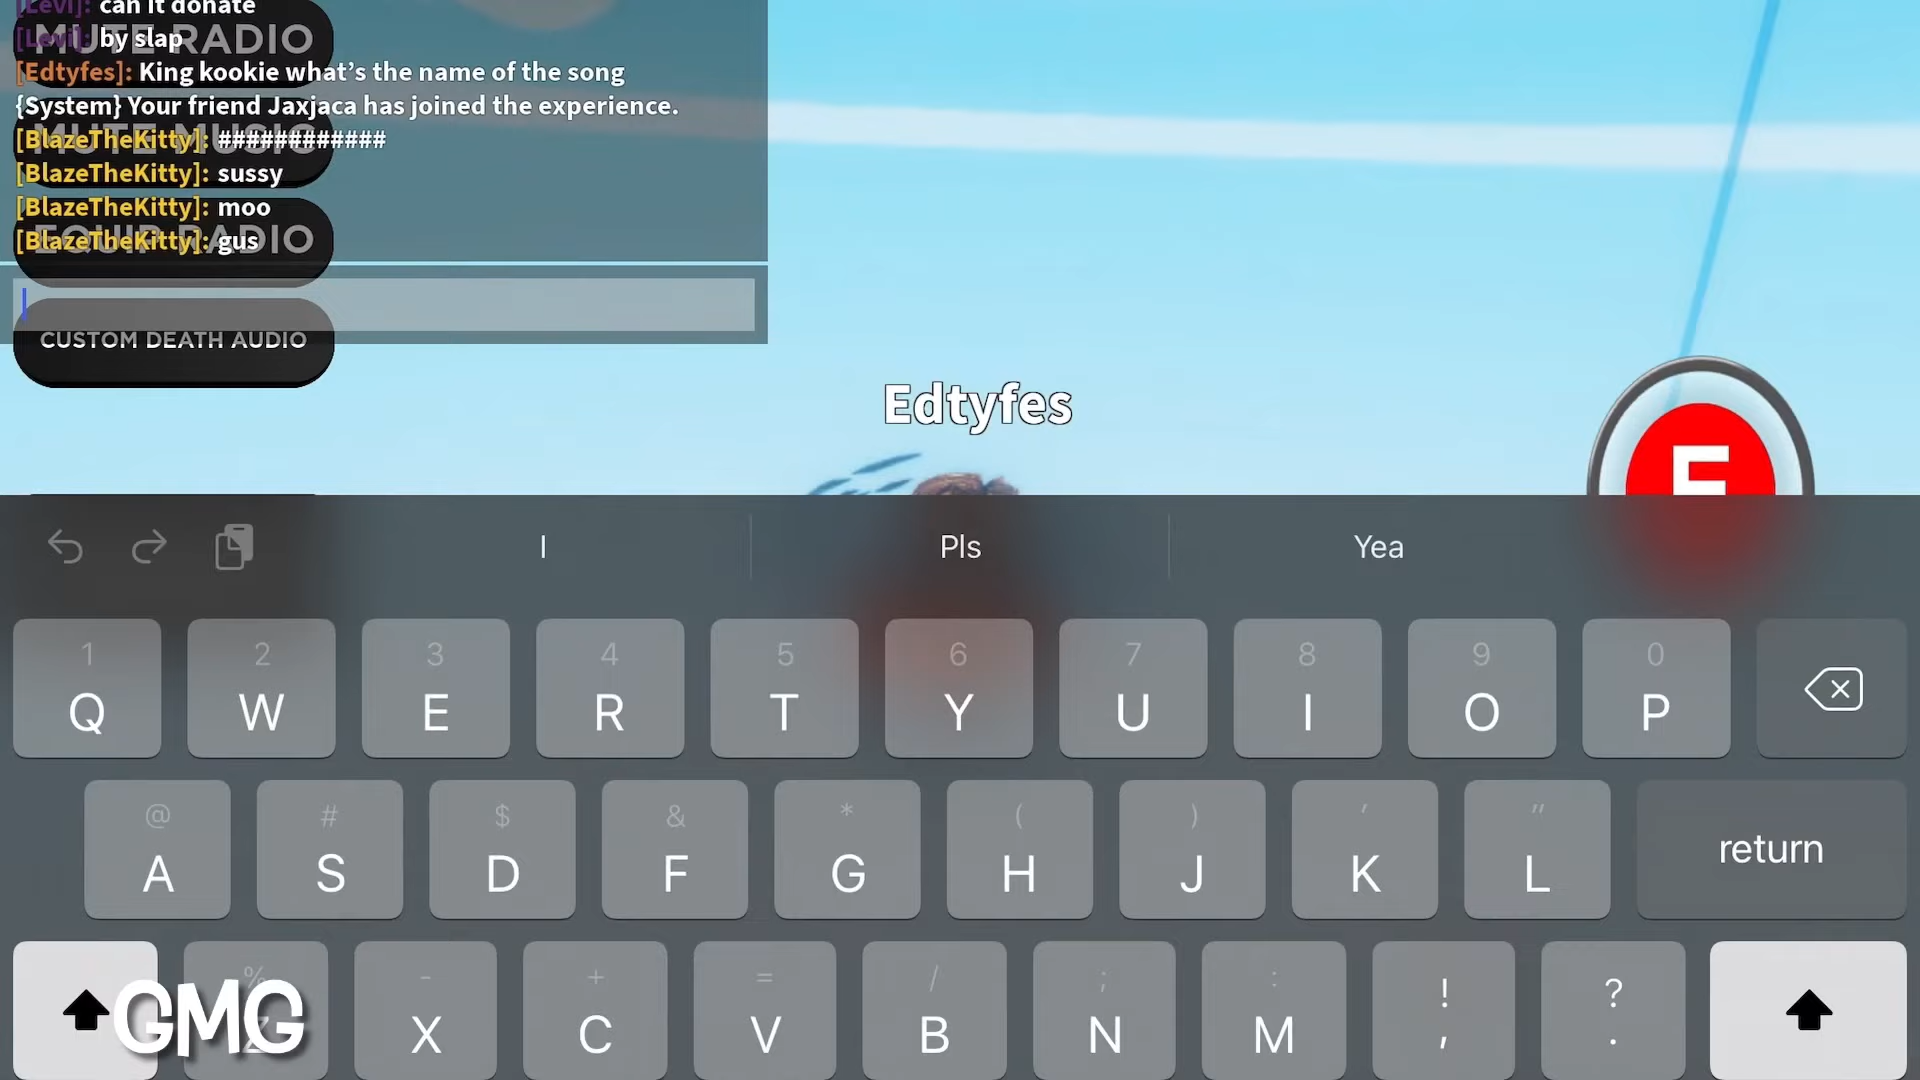 [Levi]: can it donate
MUTE RADIO
[Levi]: by slap
[Edtyfes]: King kookie what's the name of the song
{System} Your friend Jaxjaca has joined the experience.
MUTE MUSIC
[BlazeTheKitty]: ############
[BlazeTheKitty]: sussy
[BlazeTheKitty]: moo
EQUIP RADIO
[BlazeTheKitty]: gus
CUSTOM DEATH AUDIO
Edtyfes
I Pls Yea
1 2 3 4 5 6 7 8 9 0
Q W E R T Y U I O P
@ # $ & * ( ) ' "
A S D F G H J K L return
% - + = / ; : ! ?
Z X C V B N M , .
GMG